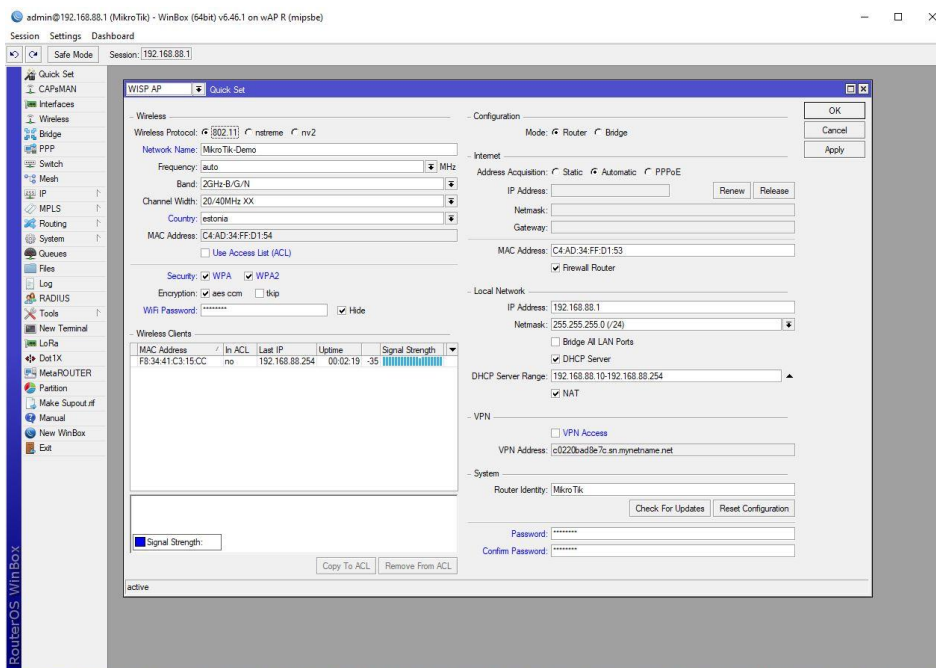 admin@192.168.88.1 (MikroTik) - WinBox (64bit) v6.46.1 on wAP R (mipsbe)
Session Settings Dashboard
Safe Mode Session: 192.168.88.1
Quick Set
CAPsMAN
Interfaces
Wireless
Bridge
PPP
Switch
Mesh
IP
MPLS
Routing
System
Queues
Files
Log
RADIUS
Tools
New Terminal
LoRa
Dot1X
MetaROUTER
Partition
Make Supout.rif
Manual
New WinBox
Exit
RouterOS WinBox
WISP AP Quick Set
Wireless
Wireless Protocol: 802.11 nstreme nv2
Network Name: MikroTik-Demo
Frequency: auto MHz
Band: 2GHz-B/G/N
Channel Width: 20/40MHz XX
Country: estonia
MAC Address: C4:AD:34:FF:D1:54
Use Access List (ACL)
Security: WPA WPA2
Encryption: aes ccm tkip
WiFi Password: ******** Hide
Wireless Clients
MAC Address In ACL Last IP Uptime Signal Strength
F8:34:41:C3:15:CC no 192.168.88.254 00:02:19 -35
Signal Strength:
Copy To ACL Remove From ACL
active
Configuration
Mode: Router Bridge
Internet
Address Acquisition: Static Automatic PPPoE
IP Address: Renew Release
Netmask:
Gateway:
MAC Address: C4:AD:34:FF:D1:53
Firewall Router
Local Network
IP Address: 192.168.88.1
Netmask: 255.255.255.0 (/24)
Bridge All LAN Ports
DHCP Server
DHCP Server Range: 192.168.88.10-192.168.88.254
NAT
VPN
VPN Access
VPN Address: c0220bad8e7c.sn.mynetname.net
System
Router Identity: MikroTik
Check For Updates Reset Configuration
Password: ********
Confirm Password: ********
OK
Cancel
Apply